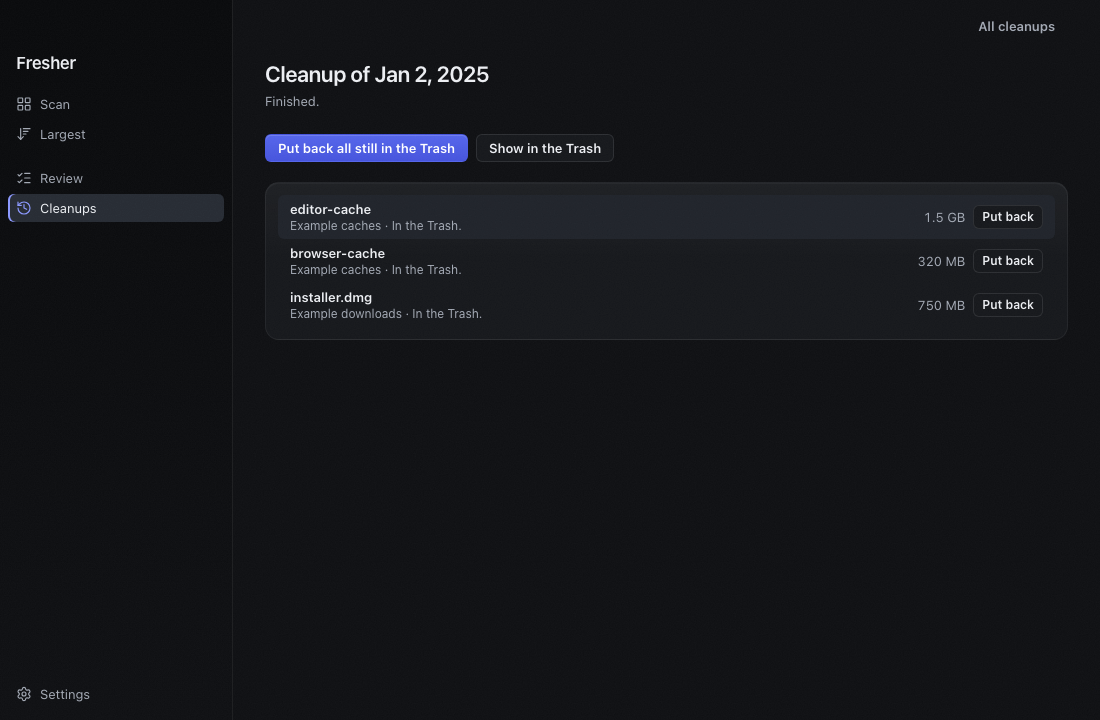 All cleanups
Fresher
Scan
Largest
Review
Cleanups
Settings
Cleanup of Jan 2, 2025
Finished.
Put back all still in the Trash
Show in the Trash
editor-cache
Example caches · In the Trash.
1.5 GB
Put back
browser-cache
Example caches · In the Trash.
320 MB
Put back
installer.dmg
Example downloads · In the Trash.
750 MB
Put back